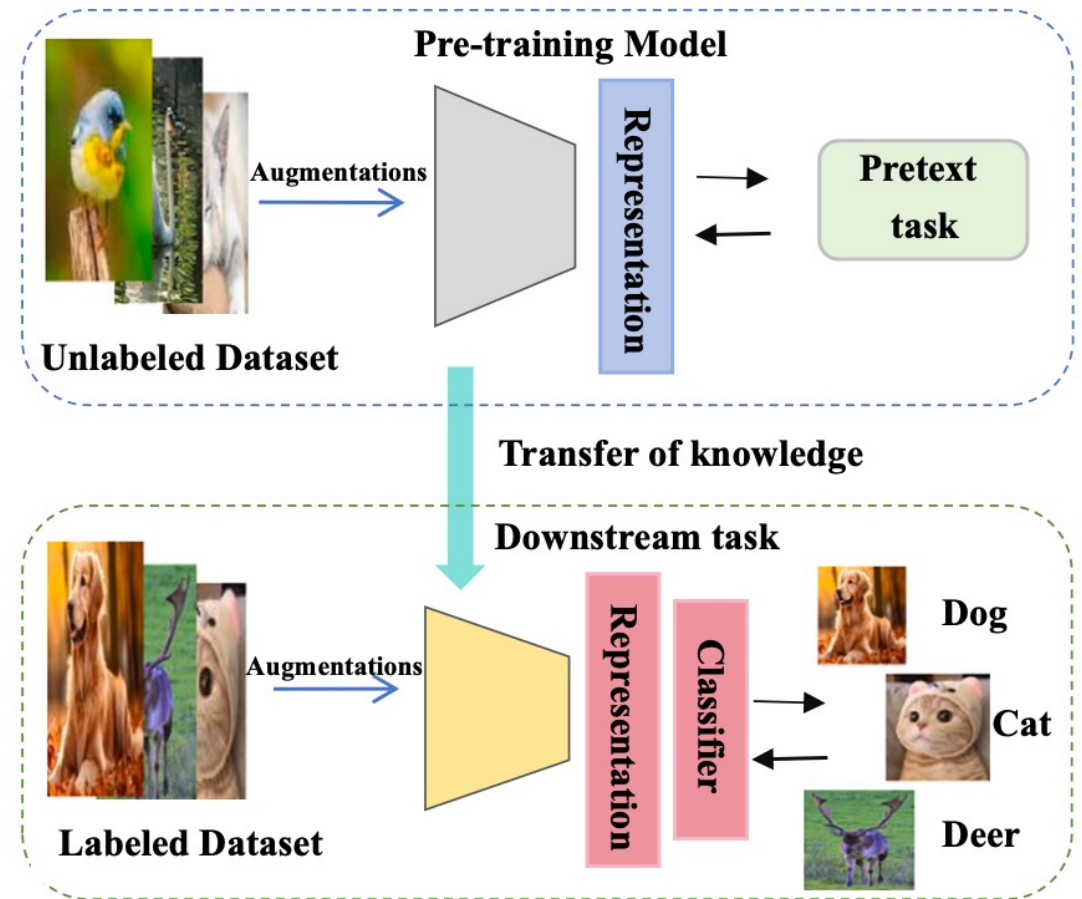 Pre-training Model
Augmentations
Representation
Pretext
task
Unlabeled Dataset
Transfer of knowledge
Downstream task
Augmentations
Representation
Classifier
Dog
Cat
Deer
Labeled Dataset